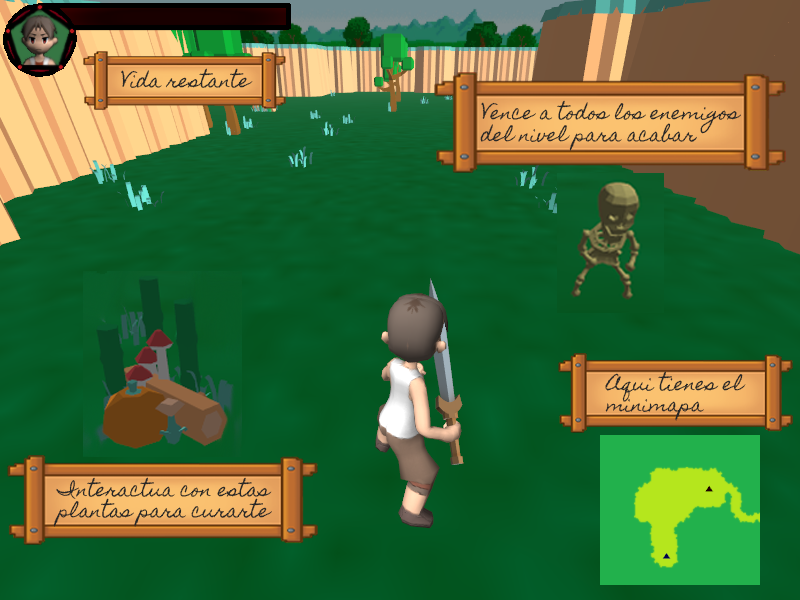 Vida restante
Vence a todos los enemigos
del nivel para acabar
Aqui tienes el
minimapa
Interactua con estas
plantas para curarte